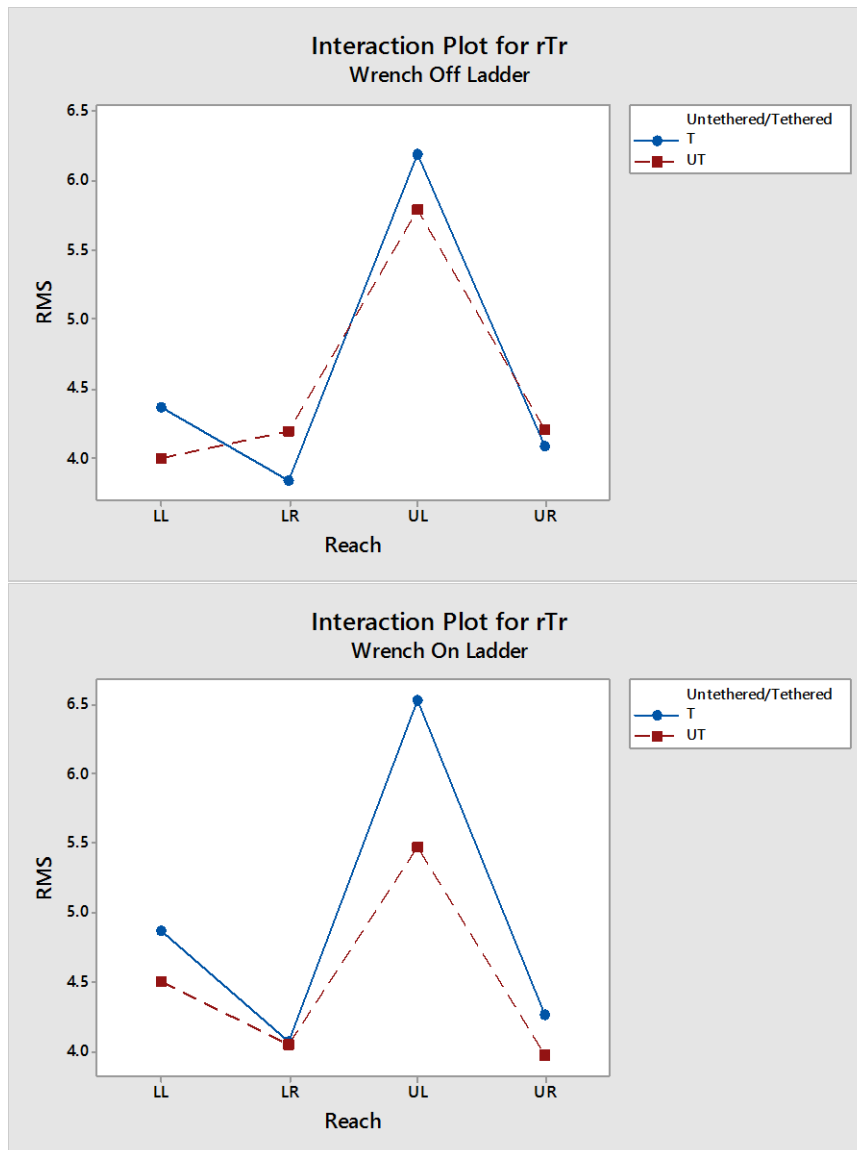 Interaction Plot for rTr
Wrench Off Ladder
Untethered/Tethered
T
UT
6.5
6.0
5.5
5.0
4.5
4.0
RMS
LL LR UL UR
Reach
Interaction Plot for rTr
Wrench On Ladder
Untethered/Tethered
T
UT
6.5
6.0
5.5
5.0
4.5
4.0
RMS
LL LR UL UR
Reach